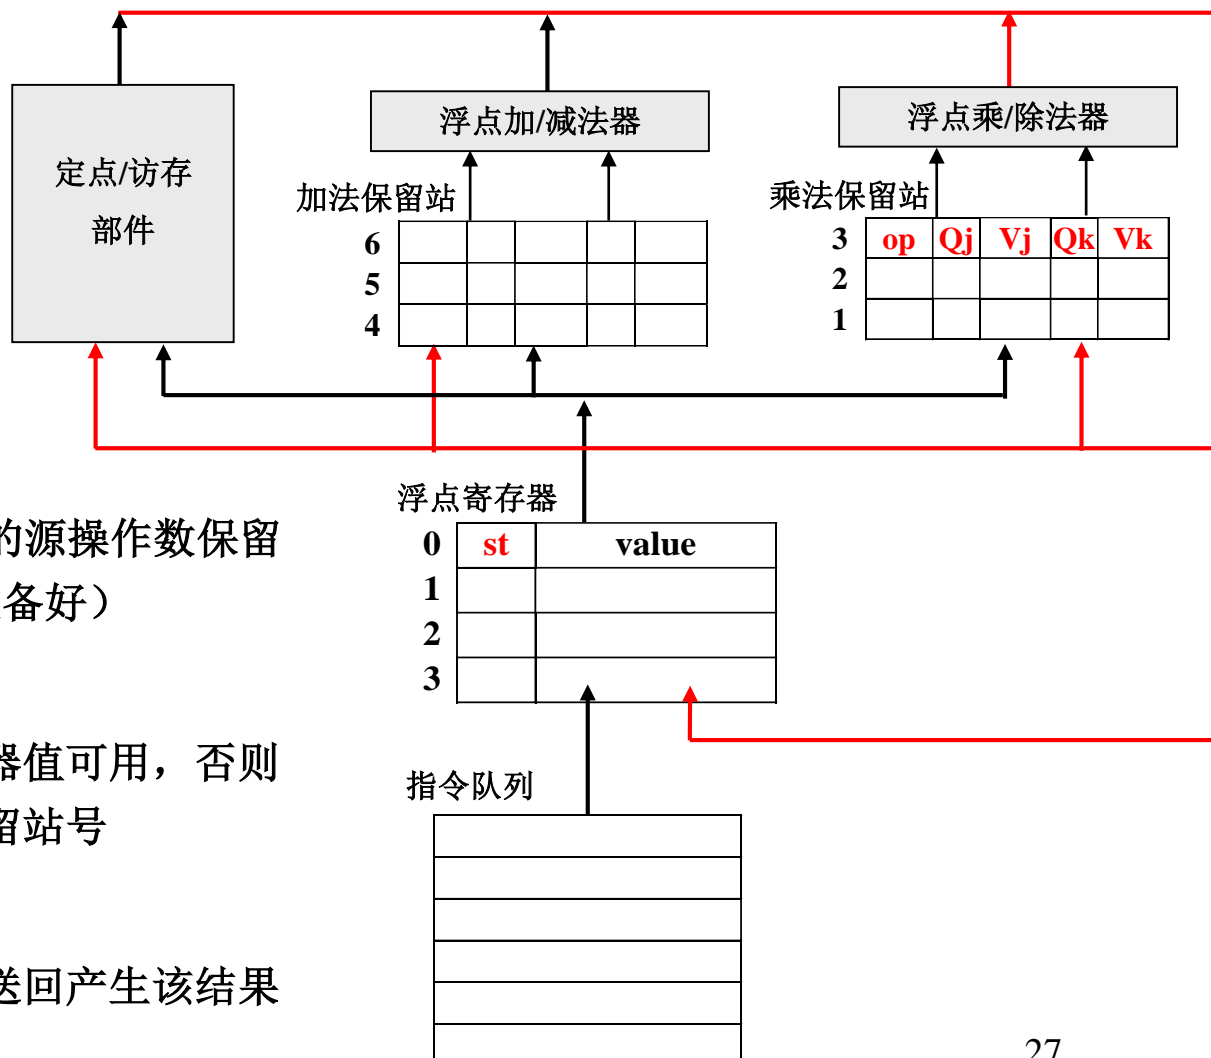 定点/访存
部件
浮点加/减法器
浮点乘/除法器
加法保留站
6
5
4
乘法保留站
3 op Qj Vj Qk Vk
2
1
的源操作数保留
备好）
器值可用，否则
留站号
送回产生该结果
浮点寄存器
0 st value
1
2
3
指令队列
27